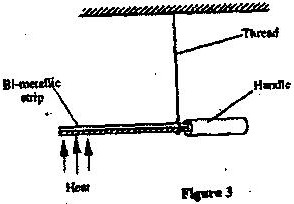 Thread
Handle
Bi-metallic
strip
Heat
Figure 3